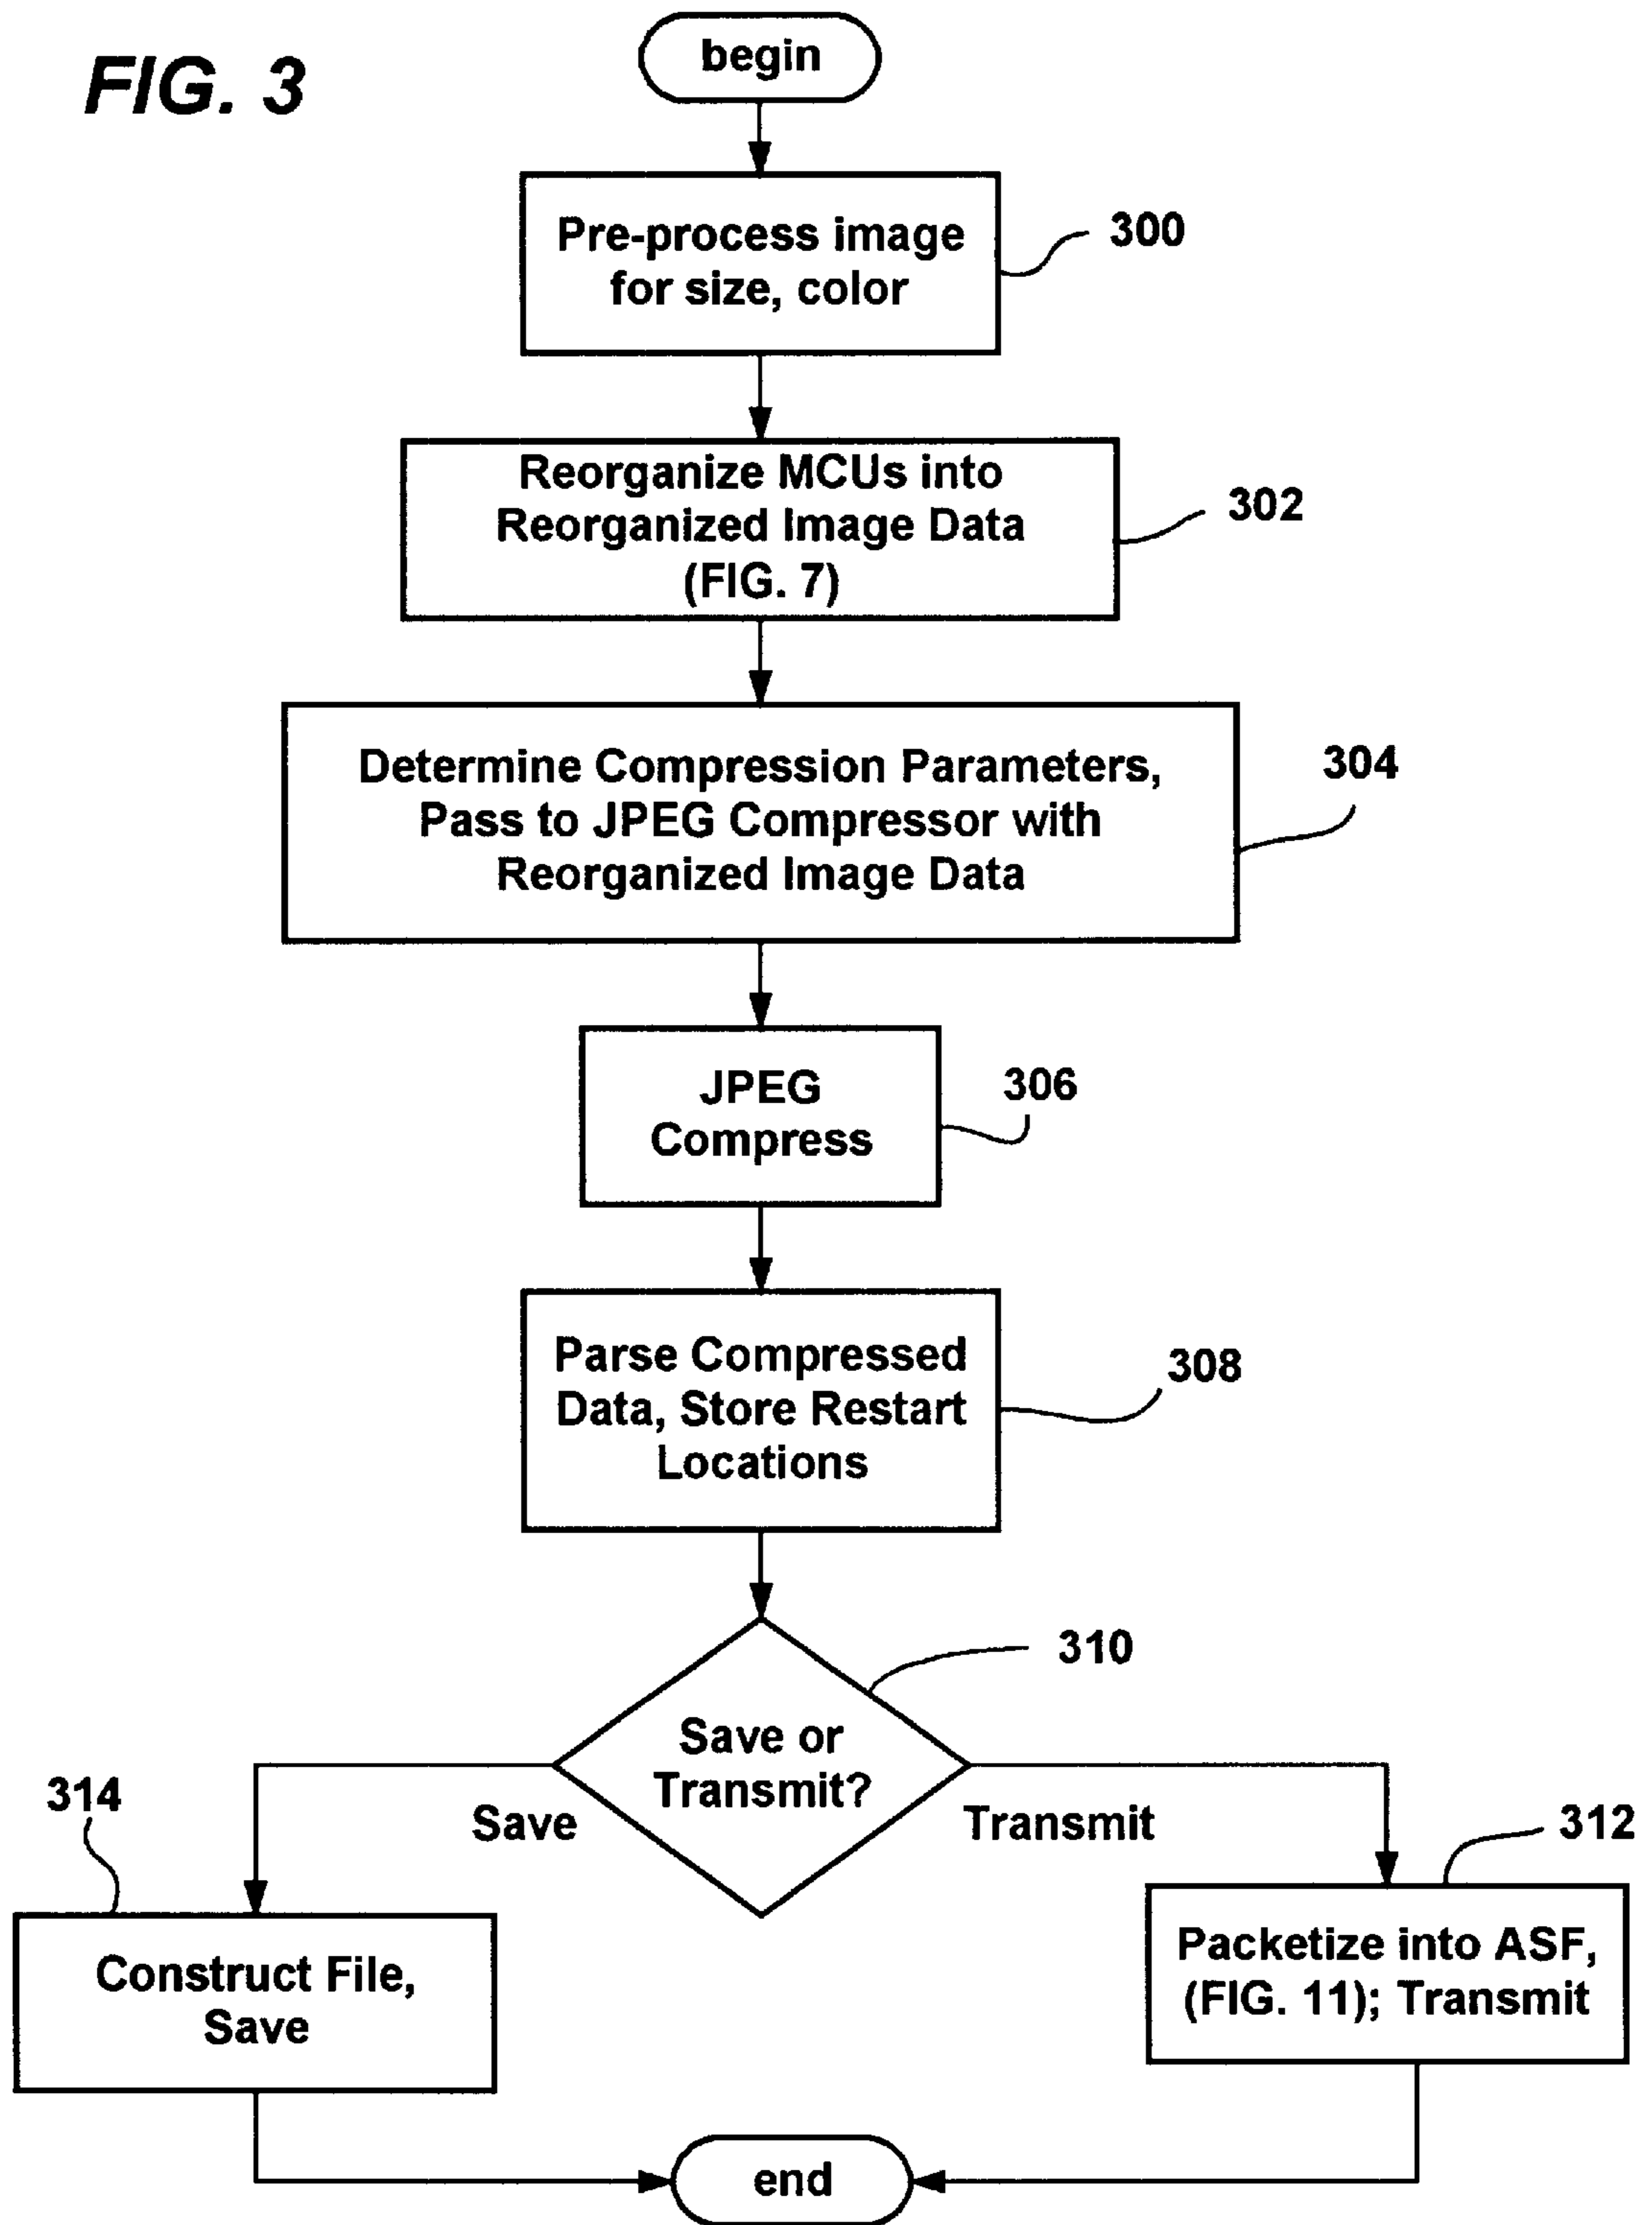 FIG. 3
begin
Pre-process image
for size, color
300
Reorganize MCUs into
Reorganized Image Data
(FIG. 7)
302
Determine Compression Parameters,
Pass to JPEG Compressor with
Reorganized Image Data
304
JPEG
Compress
306
Parse Compressed
Data, Store Restart
Locations
308
310
Save or
Transmit?
Save
Transmit
314
312
Construct File,
Save
Packetize into ASF,
(FIG. 11); Transmit
end